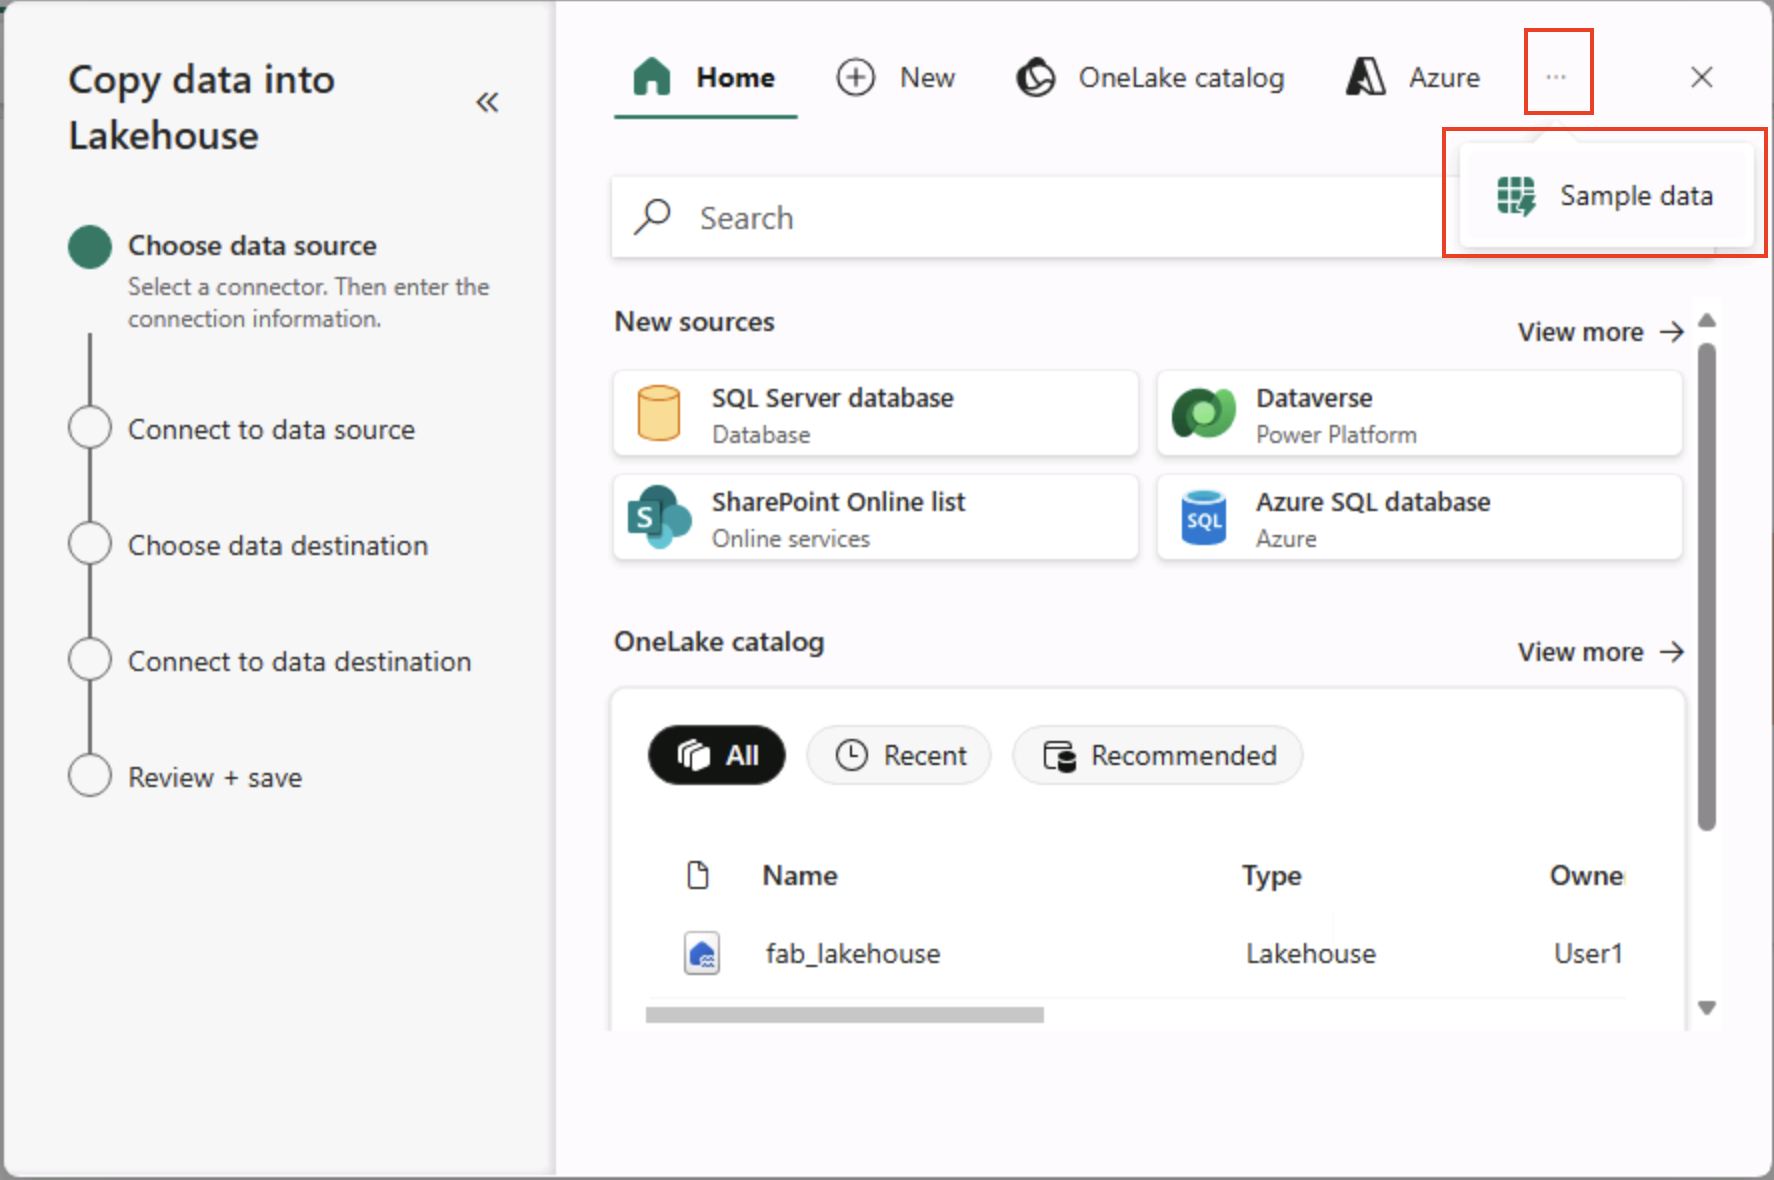 Copy data into
Lakehouse
Choose data source
Select a connector. Then enter the
connection information.
Connect to data source
Choose data destination
Connect to data destination
Review + save
Home
New
OneLake catalog
Azure
Sample data
Search
New sources
View more
SQL Server database
Database
Dataverse
Power Platform
S
SharePoint Online list
Online services
SQL
Azure SQL database
Azure
OneLake catalog
View more
All
Recent
Recommended
Name Type Owne
fab_lakehouse Lakehouse User1